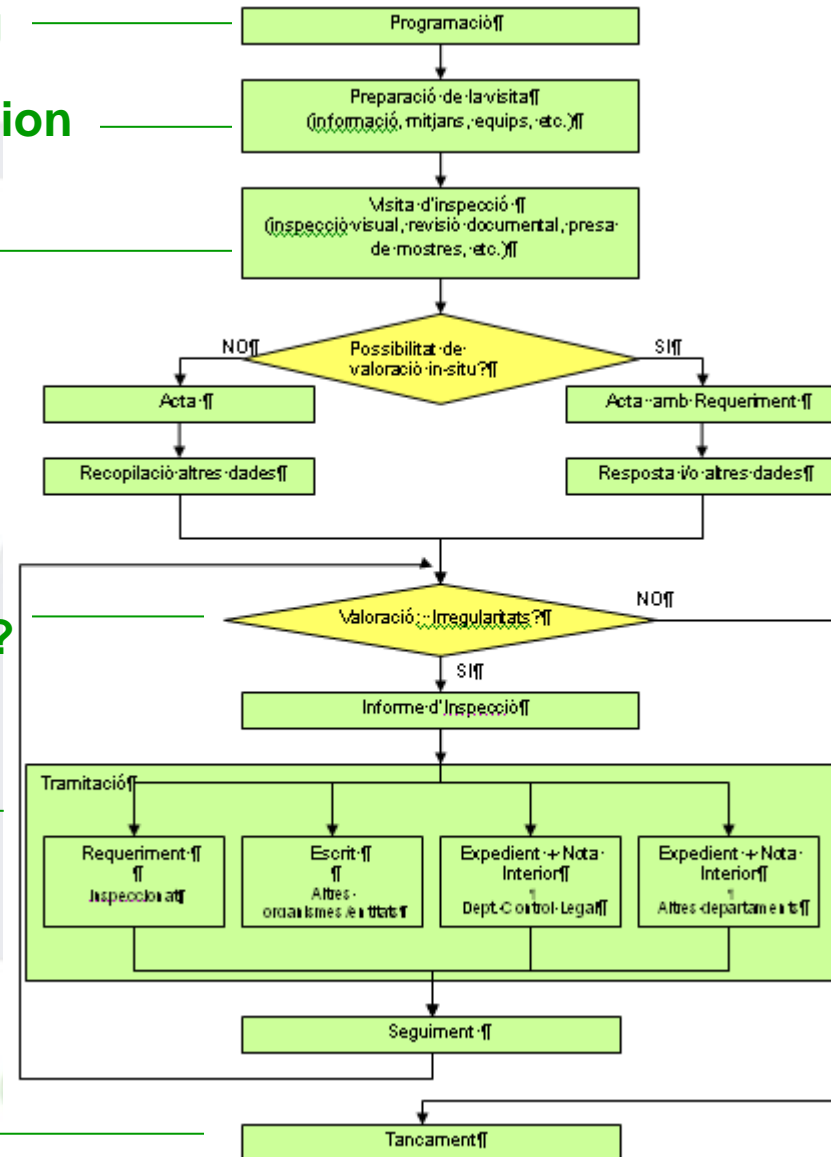 Programació¶
ion
Preparació·de·la·visita¶
(informació,·mitjans,·equips,·etc.)¶
Visita·d'inspecció·¶
(inspecció·visual,·revisió·documental,·presa·
de·mostres,·etc.)¶
NO¶
Possibilitat·de·
valoració·in-situ?¶
SI¶
Acta·¶
Acta··amb·Requeriment·¶
Recopilació·altres·dades¶
Resposta·i/o·altres·dades¶
?
Valoració:··Irregularitats?¶
NO¶
SI¶
Informe·d'Inspecció¶
Tramitació¶
Requeriment·¶
¶
Inspeccionat¶
Escrit·¶
¶
Altres·
organismes·/entitats¶
Expedient·+·Nota·
Interior¶
¶
Dept.·Control·Legal¶
Expedient·+·Nota·
Interior¶
¶
Altres·departaments¶
Seguiment·¶
Tancament¶